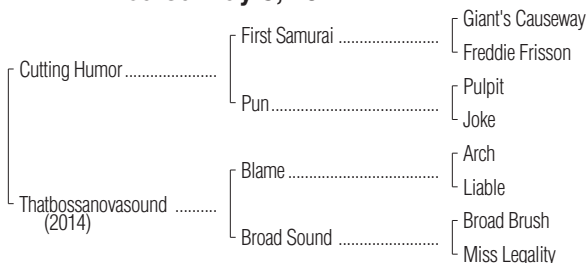 First Samurai
Giant's Causeway
Freddie Frisson
Cutting Humor
Pun
Pulpit
Joke
Thatbossanovasound
(2014)
Blame
Arch
Liable
Broad Sound
Broad Brush
Miss Legality